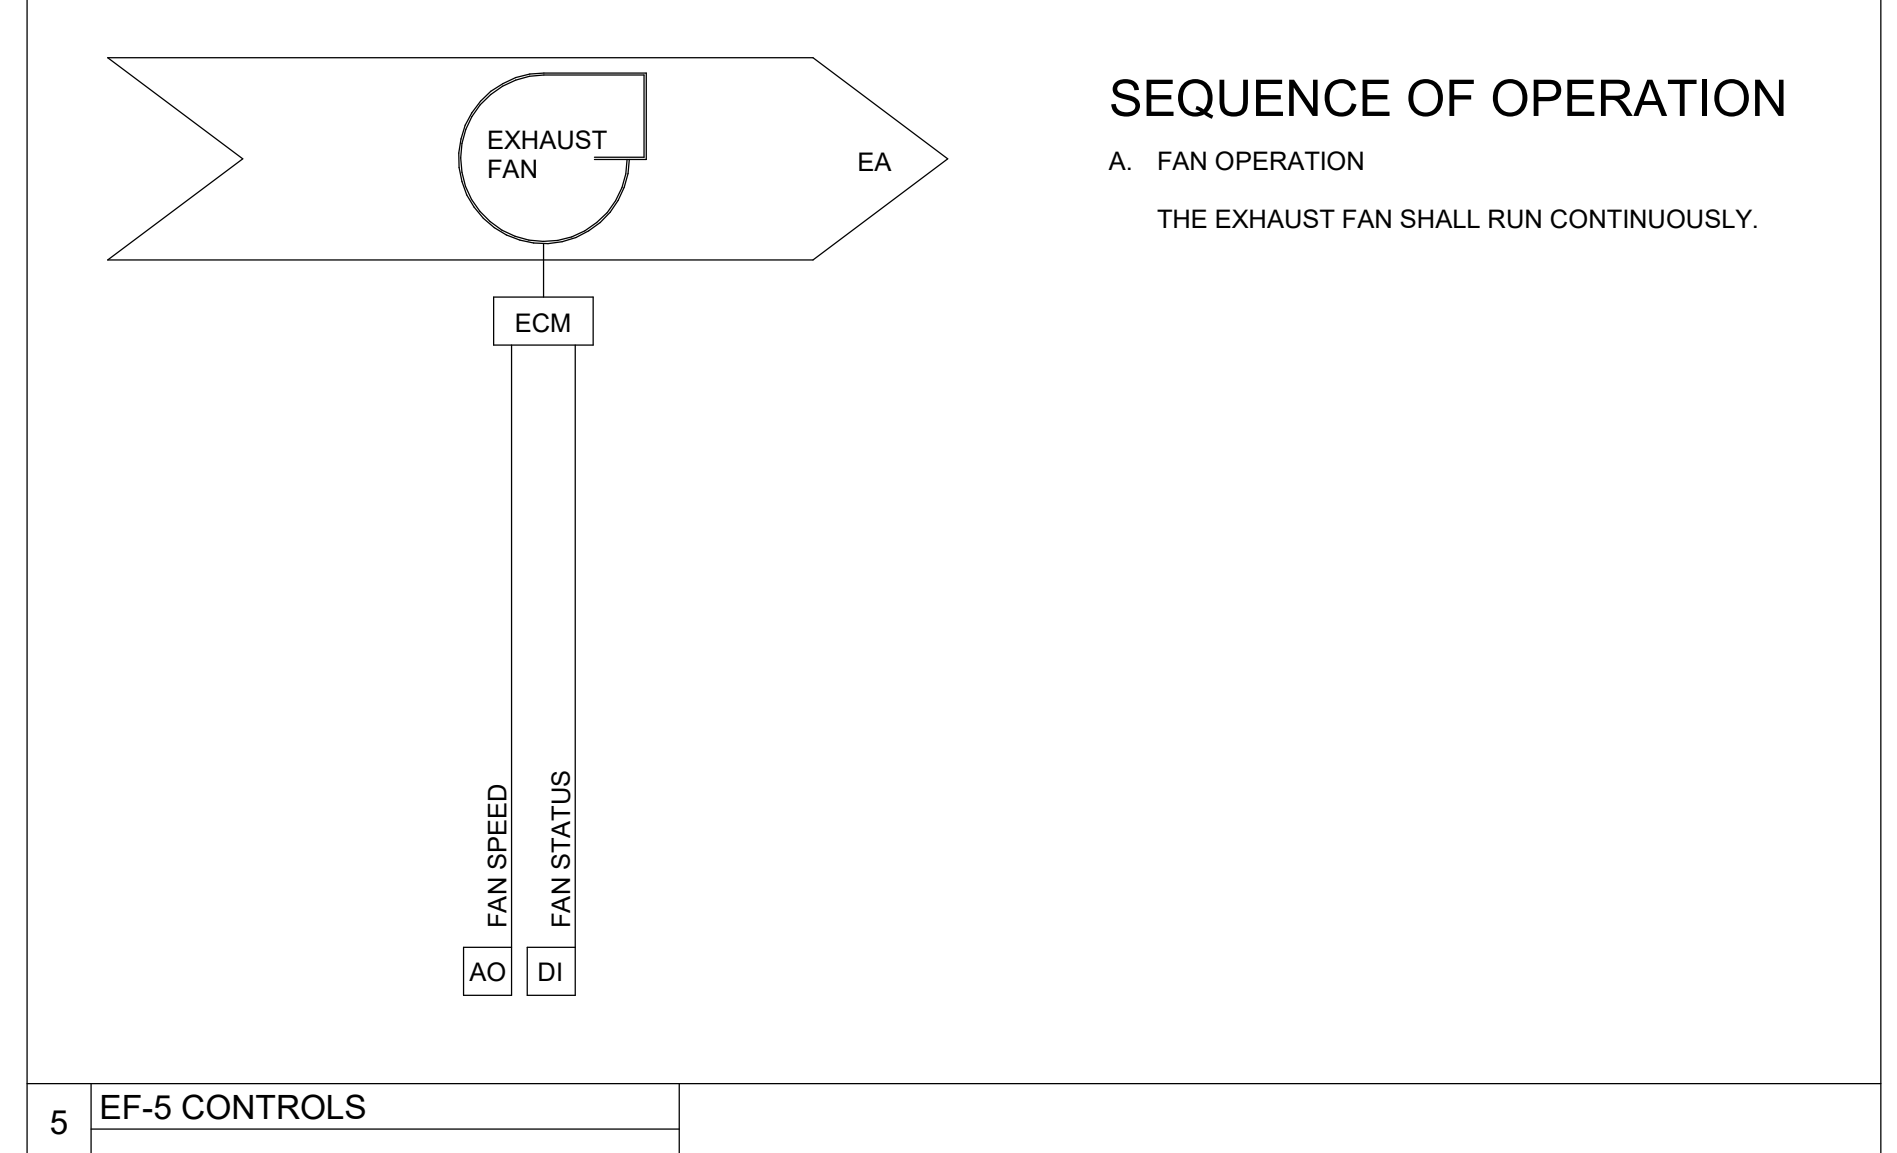 EXHAUST
FAN
EA
ECM
FAN SPEED
FAN STATUS
AO
DI
SEQUENCE OF OPERATION
A. FAN OPERATION
THE EXHAUST FAN SHALL RUN CONTINUOUSLY.
5
EF-5 CONTROLS